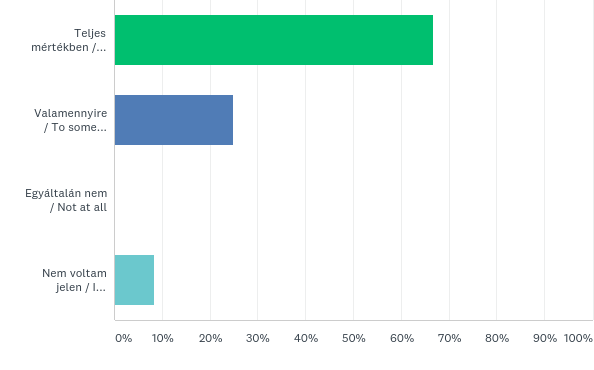 Teljes
mértékben /...
Valamennyire
/ To some...
Egyáltalán nem
/ Not at all
Nem voltam
jelen / I...
0% 10% 20% 30% 40% 50% 60% 70% 80% 90% 100%